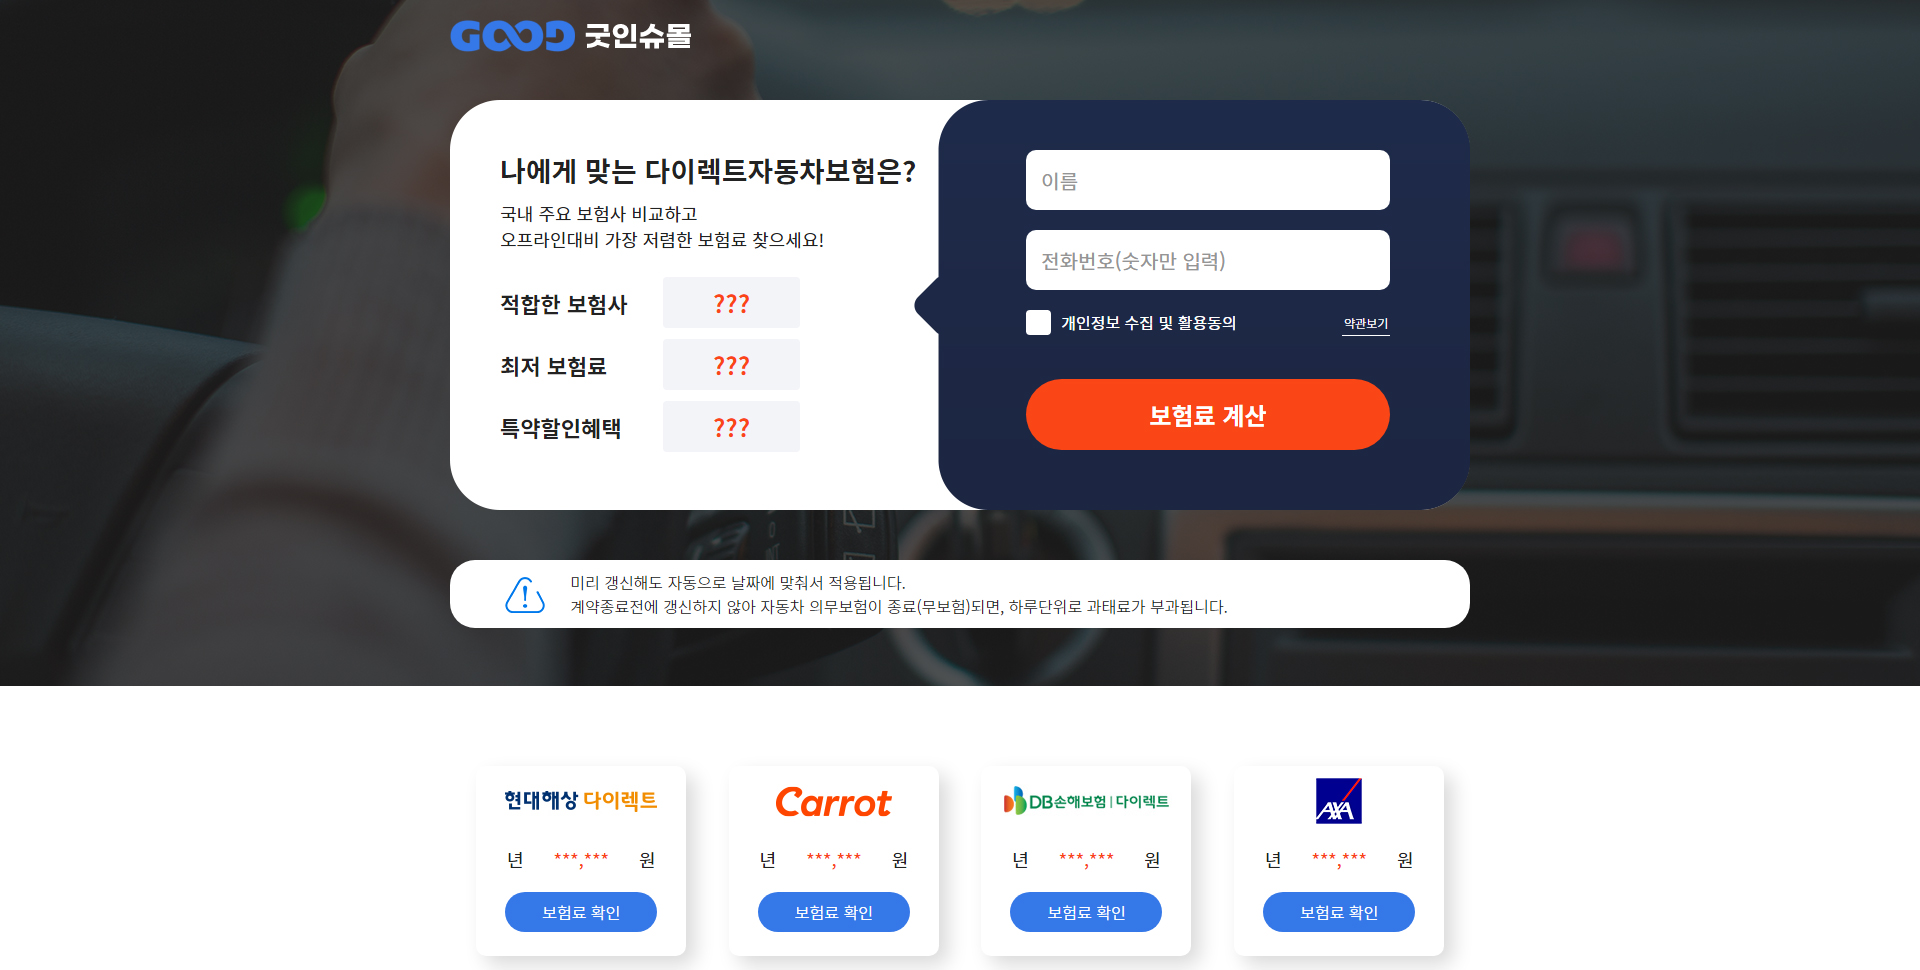 GOOD 굿인슈몰
나에게 맞는 다이렉트자동차보험은?
국내 주요 보험사 비교하고
오프라인대비 가장 저렴한 보험료 찾으세요!
적합한 보험사 ???
최저 보험료 ???
특약할인혜택 ???
이름
전화번호(숫자만 입력)
개인정보 수집 및 활용동의 약관보기
보험료 계산
미리 갱신해도 자동으로 날짜에 맞춰서 적용됩니다.
계약종료전에 갱신하지 않아 자동차 의무보험이 종료(무보험)되면, 하루단위로 과태료가 부과됩니다.
현대해상 다이렉트
년 ***,*** 원
보험료 확인
Carrot
년 ***,*** 원
보험료 확인
DB손해보험 | 다이렉트
년 ***,*** 원
보험료 확인
AXA
년 ***,*** 원
보험료 확인